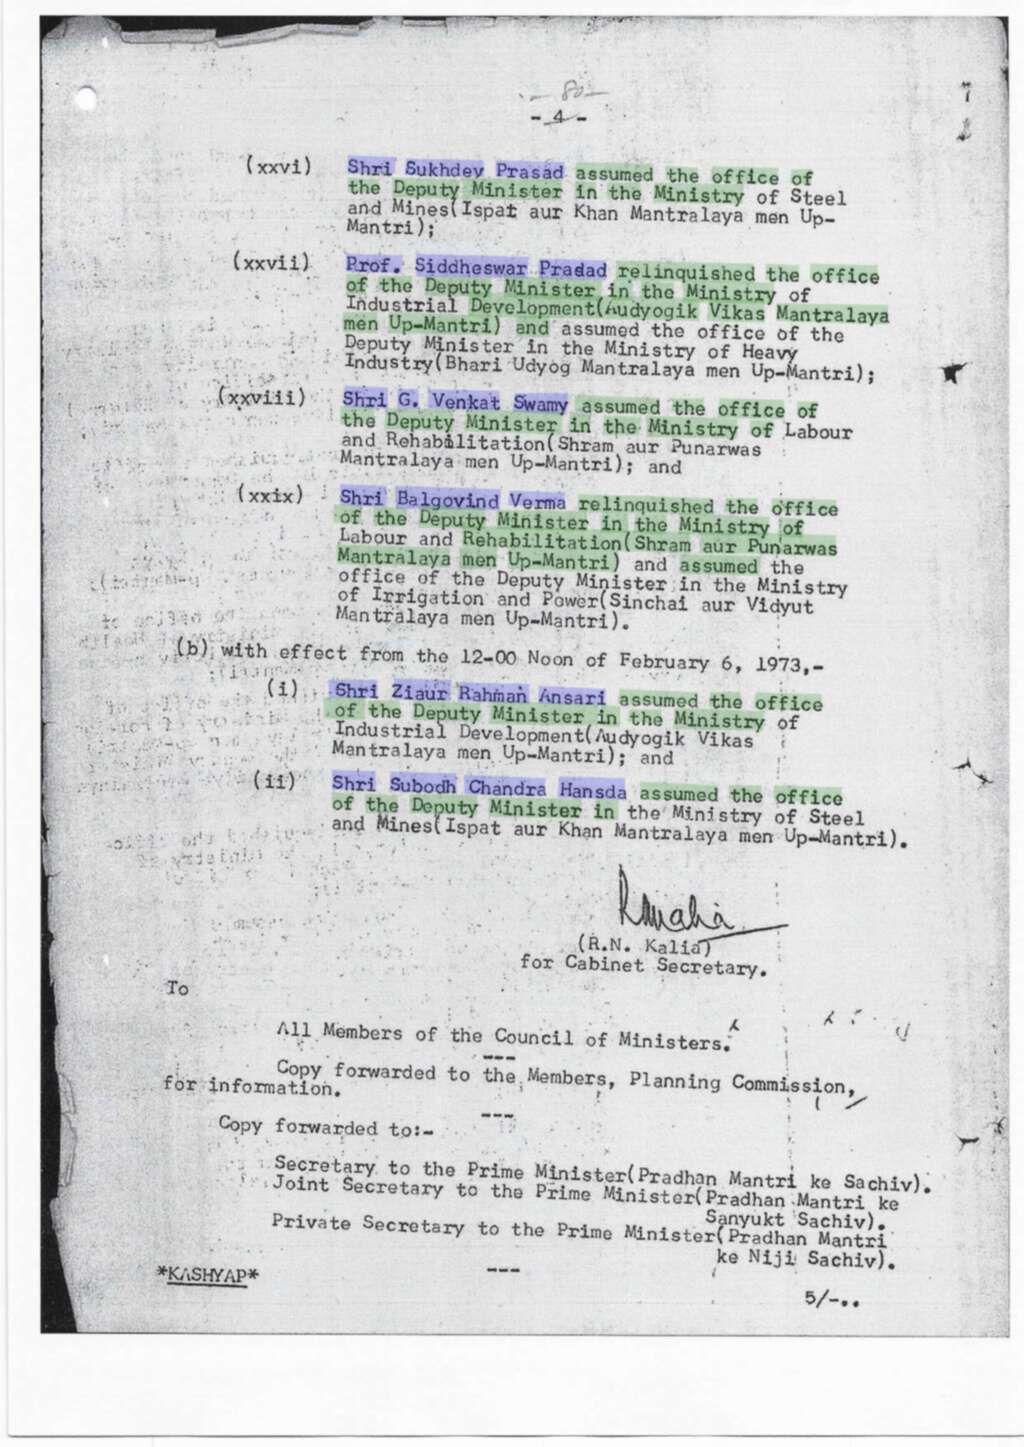 - 80 -
- 4 -
(xxvi) Shri Sukhdev Prasad assumed the office of
the Deputy Minister in the Ministry of Steel
and Mines(Ispat aur Khan Mantralaya men Up-
Mantri);
(xxvii) Prof. Siddheswar Prasad relinquished the office
of the Deputy Minister in the Ministry of
Industrial Development(Audyogik Vikas Mantralaya
men Up-Mantri) and assumed the office of the
Deputy Minister in the Ministry of Heavy
Industry(Bhari Udyog Mantralaya men Up-Mantri);
(xxviii) Shri G. Venkat Swamy assumed the office of
the Deputy Minister in the Ministry of Labour
and Rehabilitation(Shram aur Punarwas
Mantralaya men Up-Mantri); and
(xxix) Shri Balgovind Verma relinquished the office
of the Deputy Minister in the Ministry of
Labour and Rehabilitation(Shram aur Punarwas
Mantralaya men Up-Mantri) and assumed the
office of the Deputy Minister in the Ministry
of Irrigation and Power(Sinchai aur Vidyut
Mantralaya men Up-Mantri).
(b) with effect from the 12-00 Noon of February 6, 1973,-
(i) Shri Ziaur Rahman Ansari assumed the office
of the Deputy Minister in the Ministry of
Industrial Development(Audyogik Vikas
Mantralaya men Up-Mantri); and
(ii) Shri Subodh Chandra Hansda assumed the office
of the Deputy Minister in the Ministry of Steel
and Mines(Ispat aur Khan Mantralaya men Up-Mantri).
(R.N. Kalia)
for Cabinet Secretary.
To
All Members of the Council of Ministers.
---
Copy forwarded to the Members, Planning Commission,
for information.
---
Copy forwarded to:-
Secretary to the Prime Minister(Pradhan Mantri ke Sachiv).
Joint Secretary to the Prime Minister(Pradhan Mantri ke
Sanyukt Sachiv).
Private Secretary to the Prime Minister(Pradhan Mantri
ke Niji Sachiv).
*KASHYAP*
---
5/-..